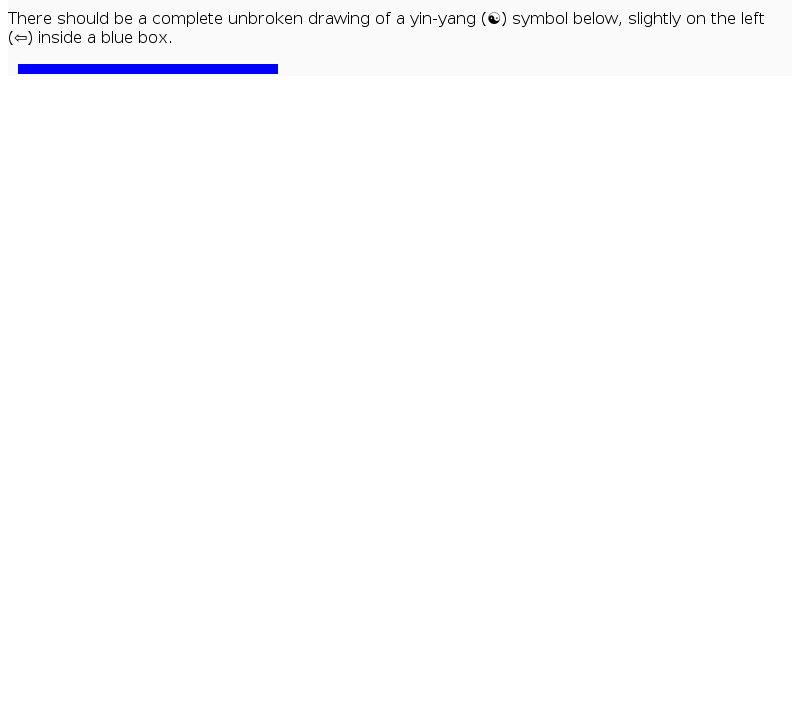 There should be a complete unbroken drawing of a yin-yang (☯) symbol below, slightly on the left
(⇦) inside a blue box.